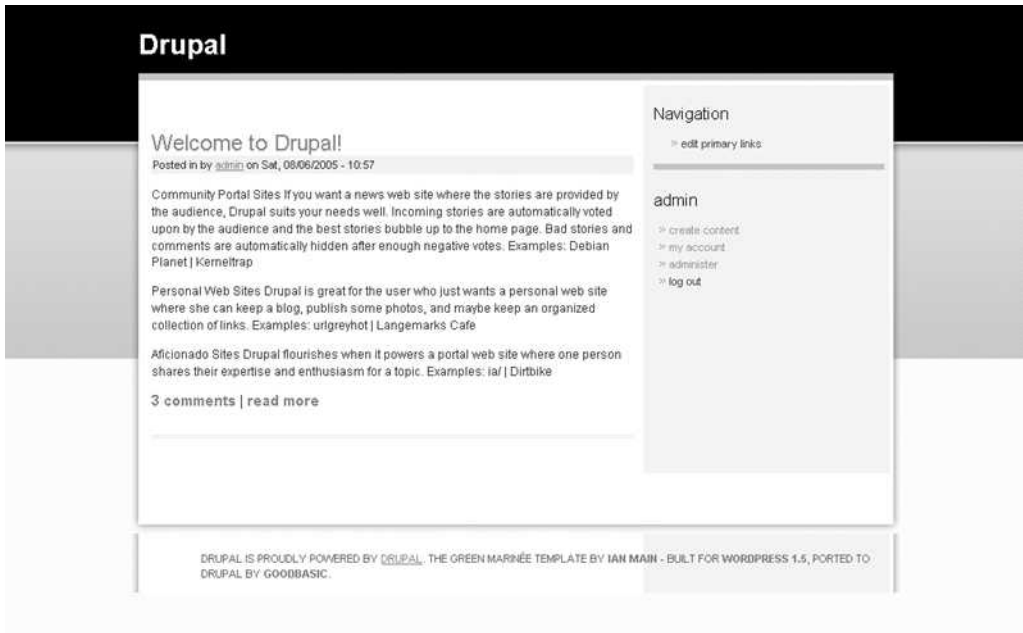 Drupal
Welcome to Drupal!
Posted in by admin on Sat, 08/06/2005 - 10:57
Community Portal Sites If you want a news web site where the stories are provided by
the audience, Drupal suits your needs well. Incoming stories are automatically voted
upon by the audience and the best stories bubble up to the home page. Bad stories and
comments are automatically hidden after enough negative votes. Examples: Debian
Planet | Kerneltrap
Personal Web Sites Drupal is great for the user who just wants a personal web site
where she can keep a blog, publish some photos, and maybe keep an organized
collection of links. Examples: urlgreyhot | Langemarks Cafe
Aficionado Sites Drupal flourishes when it powers a portal web site where one person
shares their expertise and enthusiasm for a topic. Examples: ia/ | Dirtbike
3 comments | read more
Navigation
» edit primary links
admin
» create content
» my account
» administer
» log out
DRUPAL IS PROUDLY POWERED BY DRUPAL. THE GREEN MARINÉE TEMPLATE BY IAN MAIN - BUILT FOR WORDPRESS 1.5, PORTED TO
DRUPAL BY GOODBASIC.